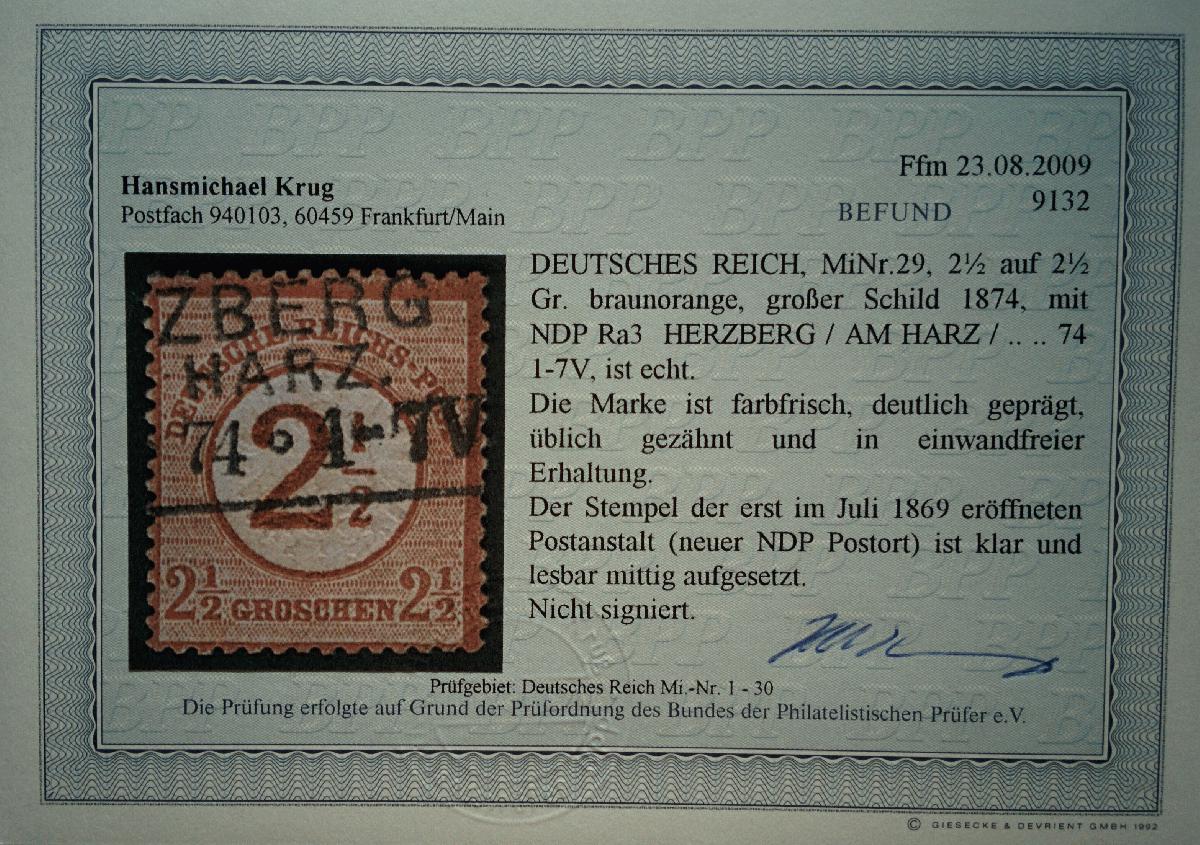 Hansmichael Krug
Postfach 940103, 60459 Frankfurt/Main
Ffm 23.08.2009
BEFUND 9132
ZBERG
HARZ.
74 1-7V
2½
2½ GROSCHEN 2½
DEUTSCHES REICH, MiNr.29, 2½ auf 2½
Gr. braunorange, großer Schild 1874, mit
NDP Ra3 HERZBERG / AM HARZ / .. .. 74
1-7V, ist echt.
Die Marke ist farbfrisch, deutlich geprägt,
üblich gezähnt und in einwandfreier
Erhaltung.
Der Stempel der erst im Juli 1869 eröffneten
Postanstalt (neuer NDP Postort) ist klar und
lesbar mittig aufgesetzt.
Nicht signiert.
Prüfgebiet: Deutsches Reich Mi.-Nr. 1 - 30
Die Prüfung erfolgte auf Grund der Prüfordnung des Bundes der Philatelistischen Prüfer e.V.
© GIESECKE & DEVRIENT GMBH 1992